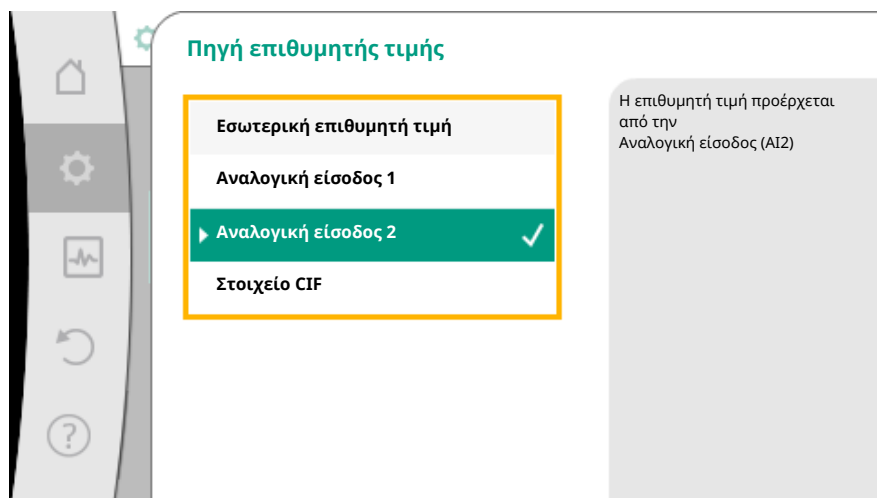 Πηγή επιθυμητής τιμής
Εσωτερική επιθυμητή τιμή
Αναλογική είσοδος 1
Αναλογική είσοδος 2
Στοιχείο CIF
Η επιθυμητή τιμή προέρχεται
από την
Αναλογική είσοδος (AI2)